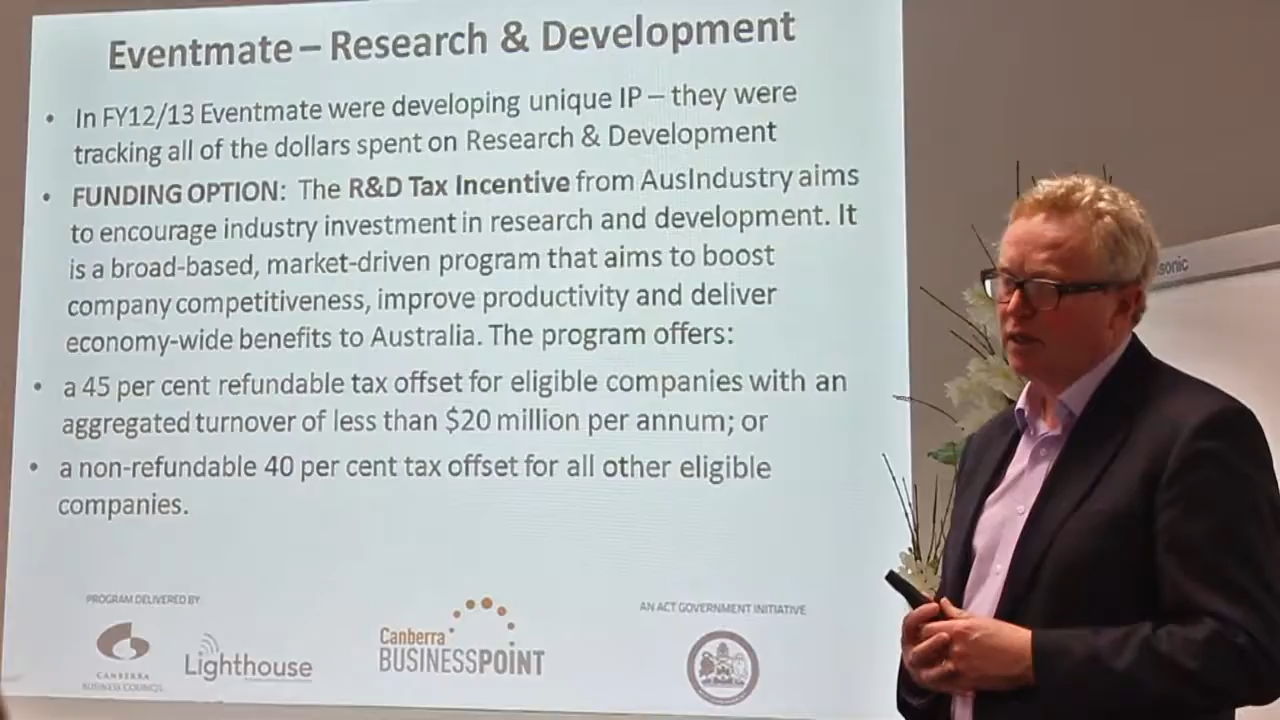 Eventmate – Research & Development
• In FY12/13 Eventmate were developing unique IP – they were
tracking all of the dollars spent on Research & Development
• FUNDING OPTION: The R&D Tax Incentive from AusIndustry aims
to encourage industry investment in research and development. It
is a broad-based, market-driven program that aims to boost
company competitiveness, improve productivity and deliver
economy-wide benefits to Australia. The program offers:
• a 45 per cent refundable tax offset for eligible companies with an
aggregated turnover of less than $20 million per annum; or
• a non-refundable 40 per cent tax offset for all other eligible
companies.
PROGRAM DELIVERED BY
CANBERRA
BUSINESS COUNCIL
Lighthouse
Canberra
BUSINESSPOINT
AN ACT GOVERNMENT INITIATIVE
sonic